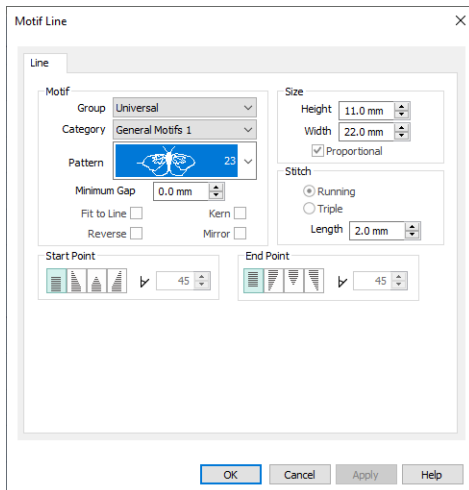 Motif Line
Line
Motif
Group Universal
Category General Motifs 1
Pattern 23
Minimum Gap 0.0 mm
Fit to Line Kern
Reverse Mirror
Size
Height 11.0 mm
Width 22.0 mm
Proportional
Stitch
Running
Triple
Length 2.0 mm
Start Point
45
End Point
45
OK Cancel Apply Help